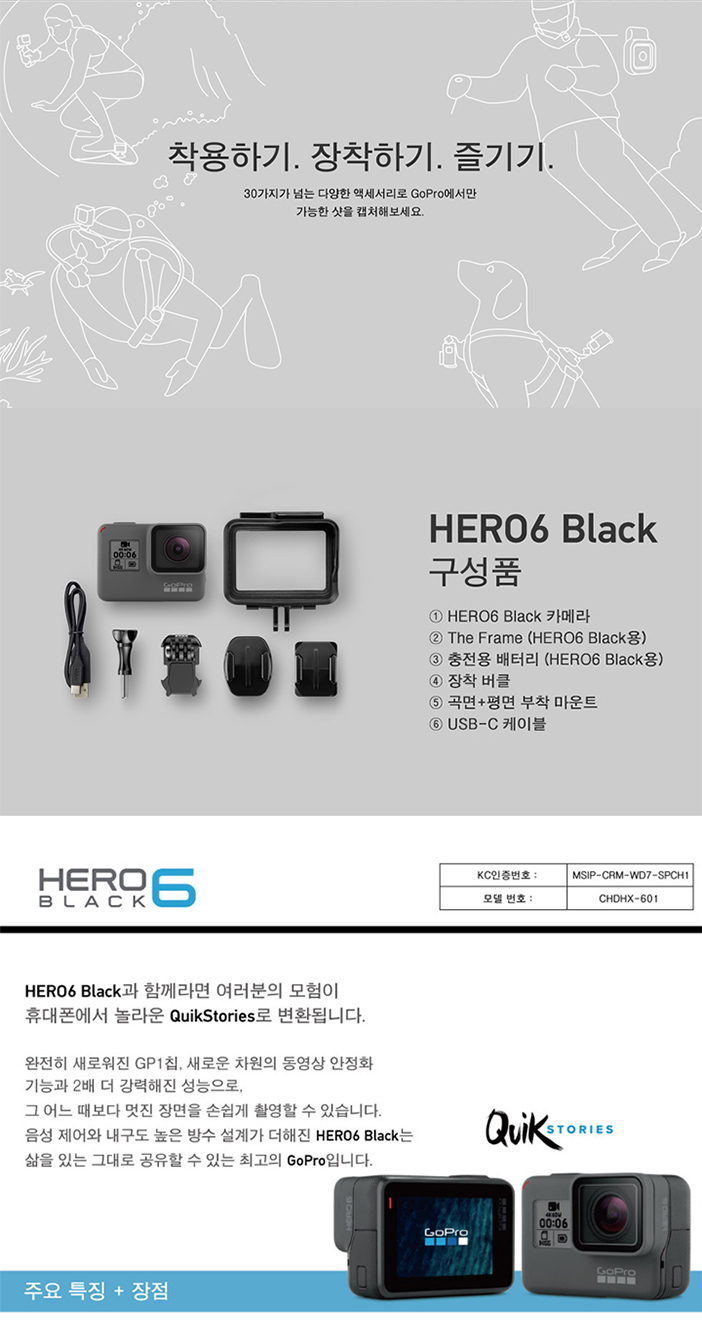 착용하기. 장착하기. 즐기기.
30가지가 넘는 다양한 액세서리로 GoPro에서만
가능한 샷을 캡처해보세요.
HERO6 Black
구성품
① HERO6 Black 카메라
② The Frame (HERO6 Black용)
③ 충전용 배터리 (HERO6 Black용)
④ 장착 버클
⑤ 곡면+평면 부착 마운트
⑥ USB-C 케이블
00:06
GoPro
HERO6
BLACK
KC인증번호 : MSIP-CRM-WD7-SPCH1
모델 번호 : CHDHX-601
HERO6 Black과 함께라면 여러분의 모험이
휴대폰에서 놀라운 QuikStories로 변환됩니다.
완전히 새로워진 GP1칩, 새로운 차원의 동영상 안정화
기능과 2배 더 강력해진 성능으로,
그 어느 때보다 멋진 장면을 손쉽게 촬영할 수 있습니다.
음성 제어와 내구도 높은 방수 설계가 더해진 HERO6 Black는
삶을 있는 그대로 공유할 수 있는 최고의 GoPro입니다.
Quik STORIES
HERO6
GoPro
4K60W
00:06
GoPro
주요 특징 + 장점